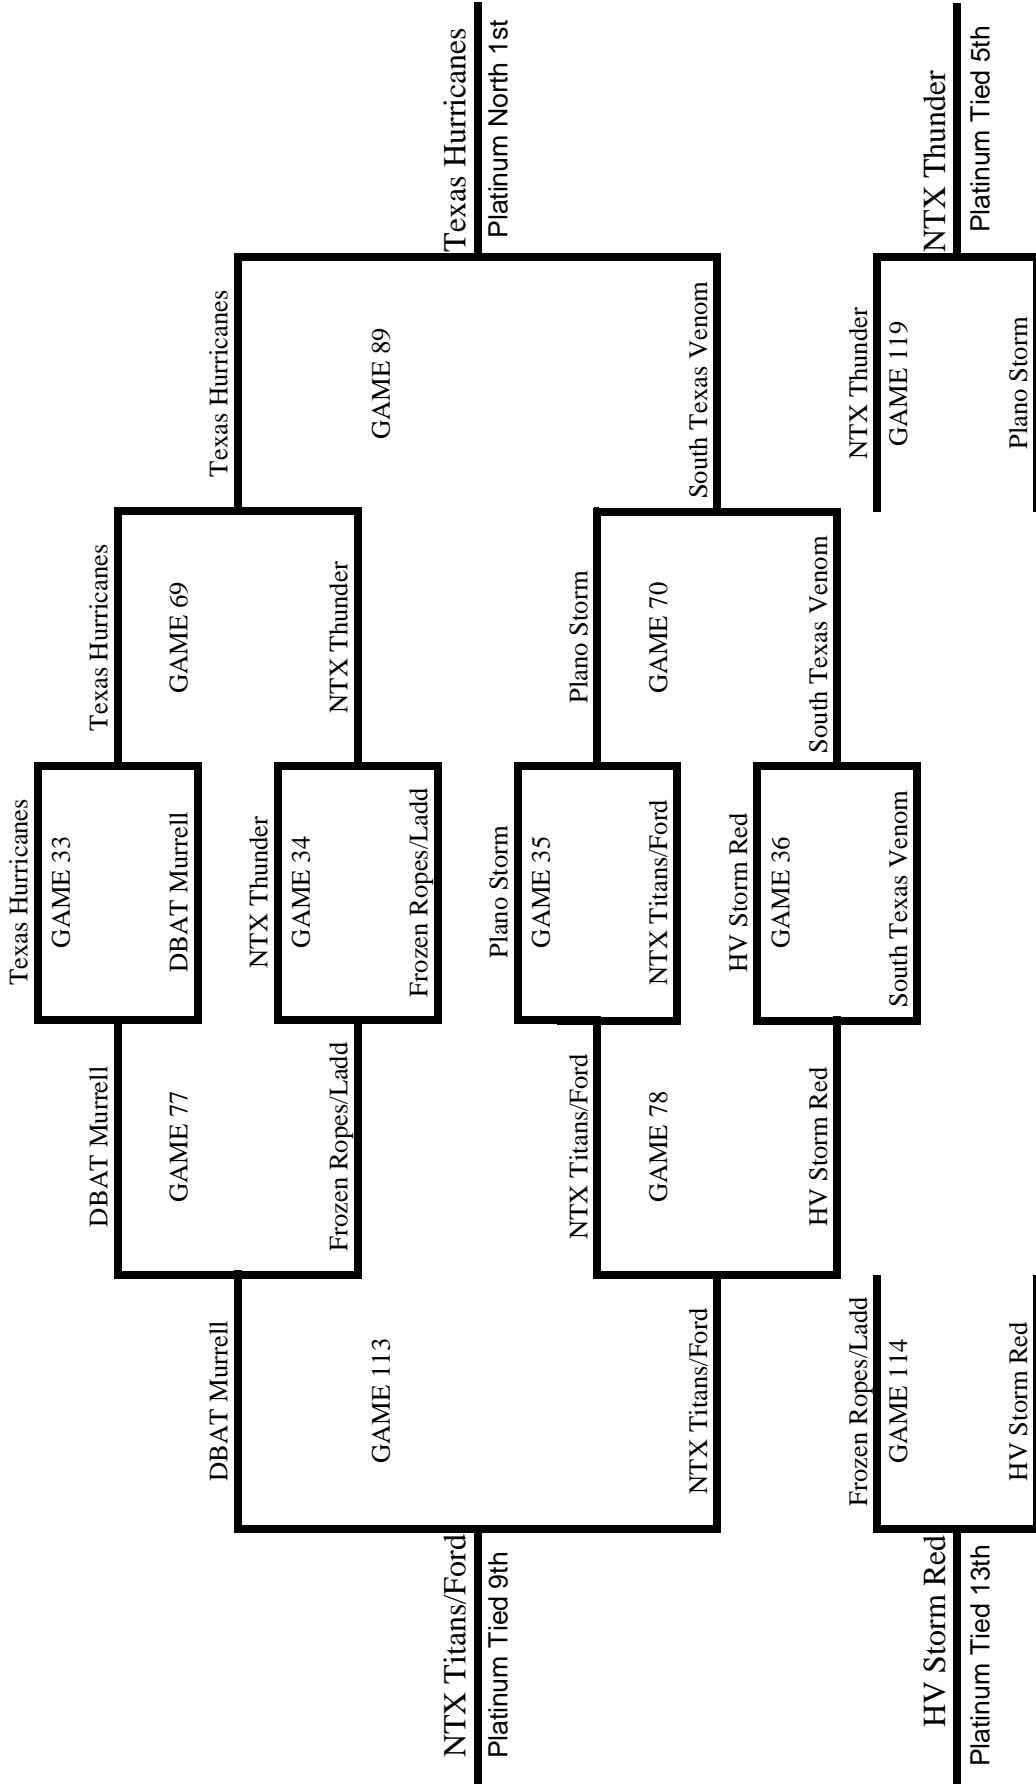 Texas Hurricanes
GAME 33
DBAT Murrell
NTX Thunder
GAME 34
Frozen Ropes/Ladd
Plano Storm
GAME 35
NTX Titans/Ford
HV Storm Red
GAME 36
South Texas Venom
Texas Hurricanes
GAME 69
NTX Thunder
Plano Storm
GAME 70
South Texas Venom
Texas Hurricanes
GAME 89
South Texas Venom
Texas Hurricanes
Platinum North 1st
NTX Thunder
GAME 119
Plano Storm
NTX Thunder
Platinum Tied 5th
DBAT Murrell
GAME 77
Frozen Ropes/Ladd
NTX Titans/Ford
GAME 78
HV Storm Red
DBAT Murrell
GAME 113
NTX Titans/Ford
NTX Titans/Ford
Platinum Tied 9th
Frozen Ropes/Ladd
GAME 114
HV Storm Red
HV Storm Red
Platinum Tied 13th